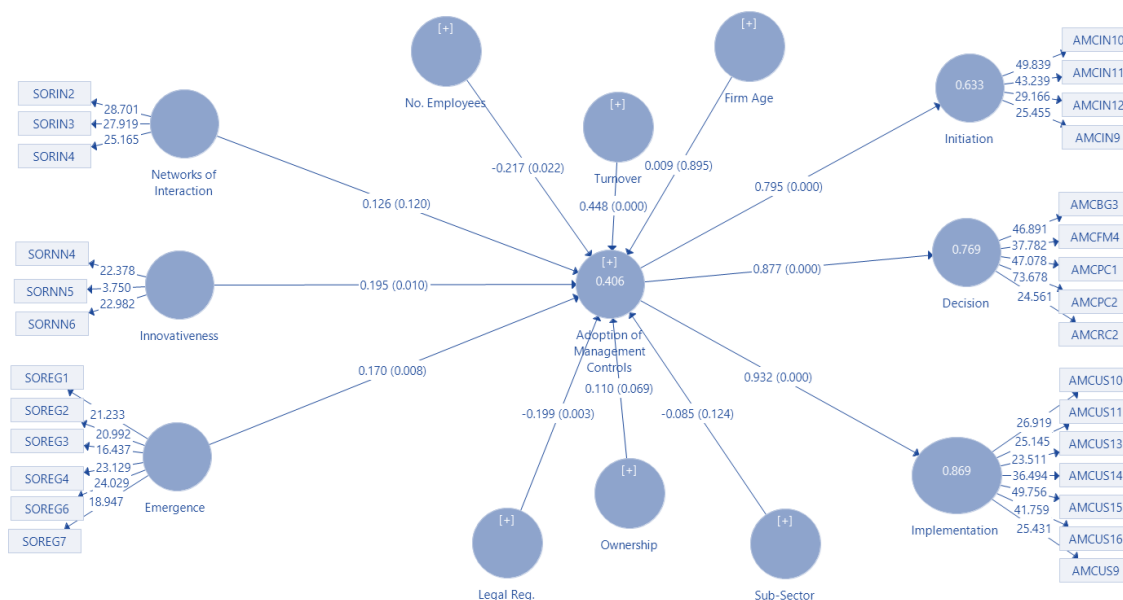 SORIN2
SORIN3
SORIN4
28.701
27.919
25.165
Networks of
Interaction
SORNN4
SORNN5
SORNN6
22.378
3.750
22.982
Innovativeness
SOREG1
SOREG2
SOREG3
SOREG4
SOREG6
SOREG7
21.233
20.992
16.437
23.129
24.029
18.947
Emergence
[+]
No. Employees
[+]
Turnover
[+]
Firm Age
-0.217 (0.022)
0.448 (0.000)
0.009 (0.895)
0.126 (0.120)
0.195 (0.010)
0.170 (0.008)
[+]
0.406
Adoption of
Management
Controls
-0.199 (0.003)
0.110 (0.069)
-0.085 (0.124)
[+]
Legal Req.
[+]
Ownership
[+]
Sub-Sector
0.795 (0.000)
0.877 (0.000)
0.932 (0.000)
0.633
Initiation
49.839
43.239
29.166
25.455
AMCIN10
AMCIN11
AMCIN12
AMCIN9
0.769
Decision
46.891
37.782
47.078
73.678
24.561
AMCBG3
AMCFM4
AMCPC1
AMCPC2
AMCRC2
0.869
Implementation
26.919
25.145
23.511
36.494
49.756
41.759
25.431
AMCUS10
AMCUS11
AMCUS13
AMCUS14
AMCUS15
AMCUS16
AMCUS9